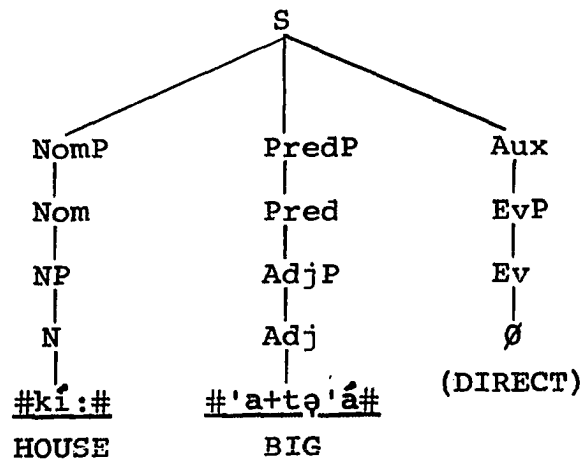 S
NomP PredP Aux
Nom Pred EvP
NP AdjP Ev
N Adj Ø
#kí:# #'a+tə̨'á# (DIRECT)
HOUSE BIG